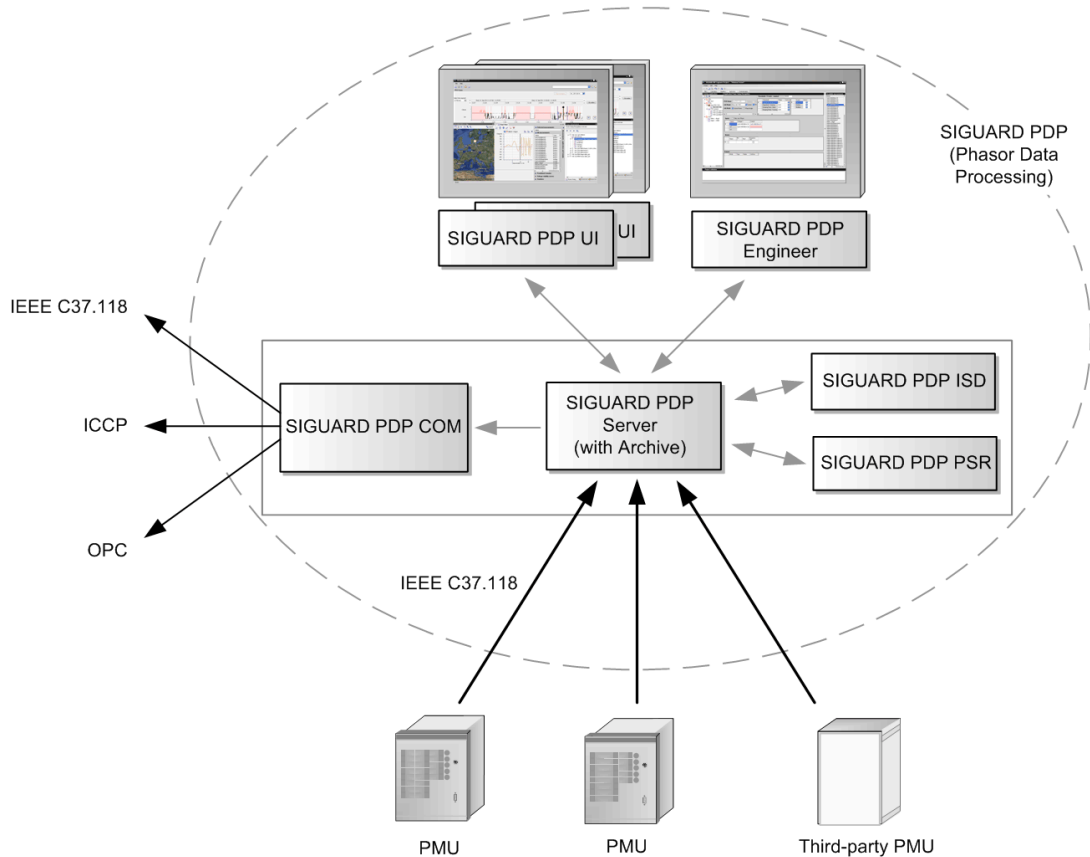 SIGUARD PDP
(Phasor Data
Processing)
SIGUARD PDP UI
UI
SIGUARD PDP
Engineer
IEEE C37.118
ICCP
OPC
SIGUARD PDP COM
SIGUARD PDP
Server
(with Archive)
SIGUARD PDP ISD
SIGUARD PDP PSR
IEEE C37.118
PMU
PMU
Third-party PMU